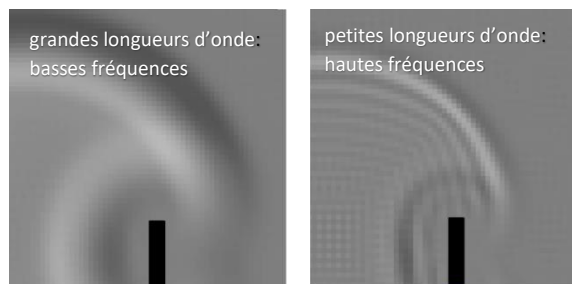 grandes longueurs d'onde:
basses fréquences
petites longueurs d'onde:
hautes fréquences